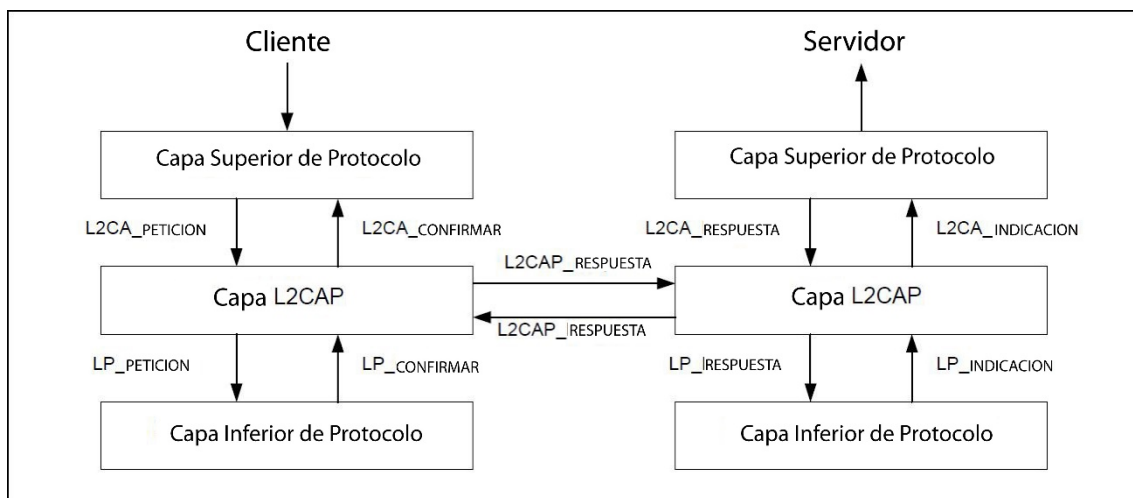 Cliente
Servidor
Capa Superior de Protocolo
Capa Superior de Protocolo
L2CA_PETICION
L2CA_CONFIRMAR
L2CA_RESPUESTA
L2CA_INDICACION
L2CAP_RESPUESTA
Capa L2CAP
Capa L2CAP
L2CAP_RESPUESTA
LP_PETICION
LP_CONFIRMAR
LP_RESPUESTA
LP_INDICACION
Capa Inferior de Protocolo
Capa Inferior de Protocolo